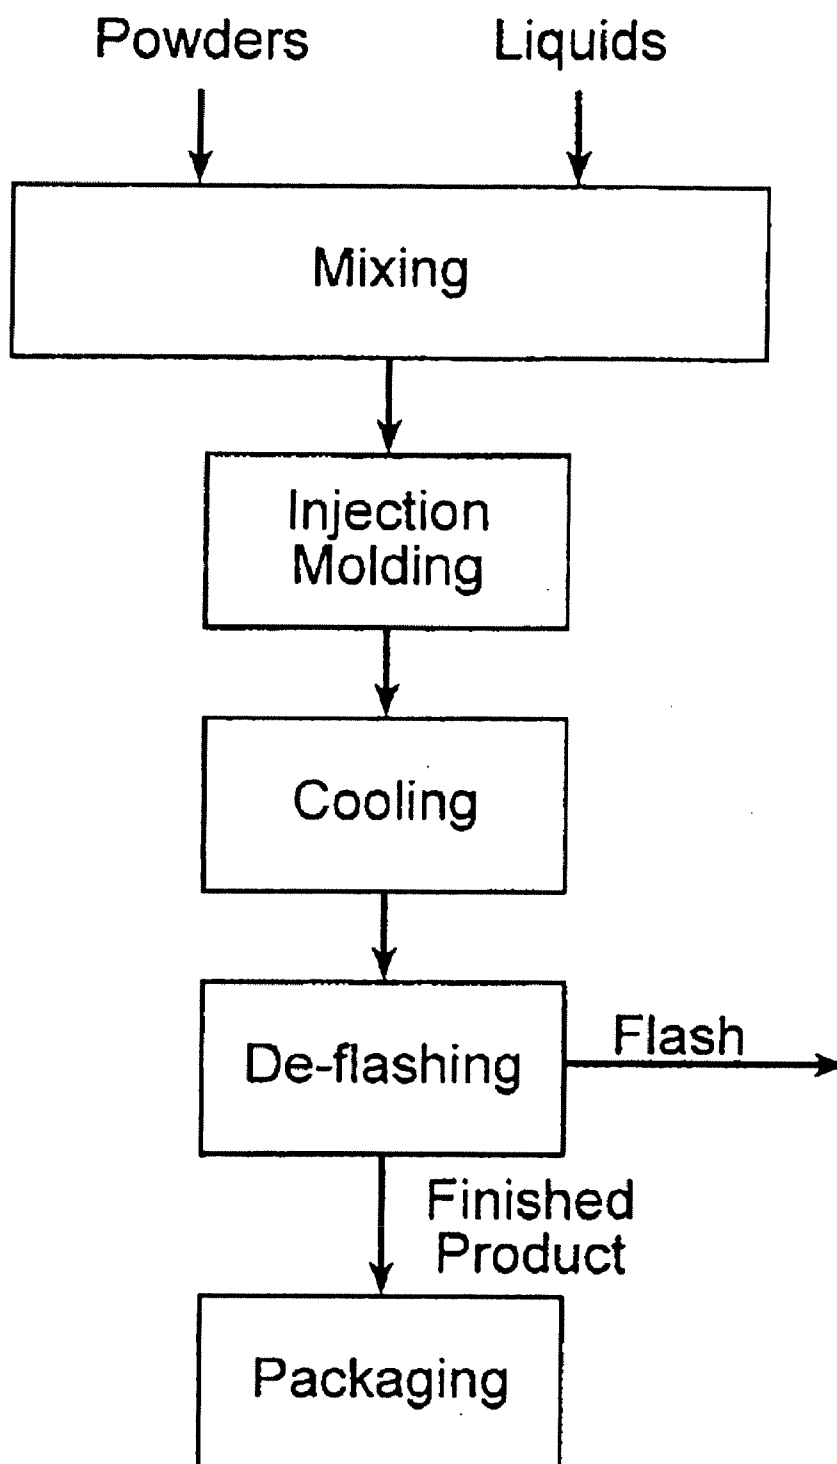 Powders
Liquids
Mixing
Injection
Molding
Cooling
De-flashing
Flash
Finished
Product
Packaging